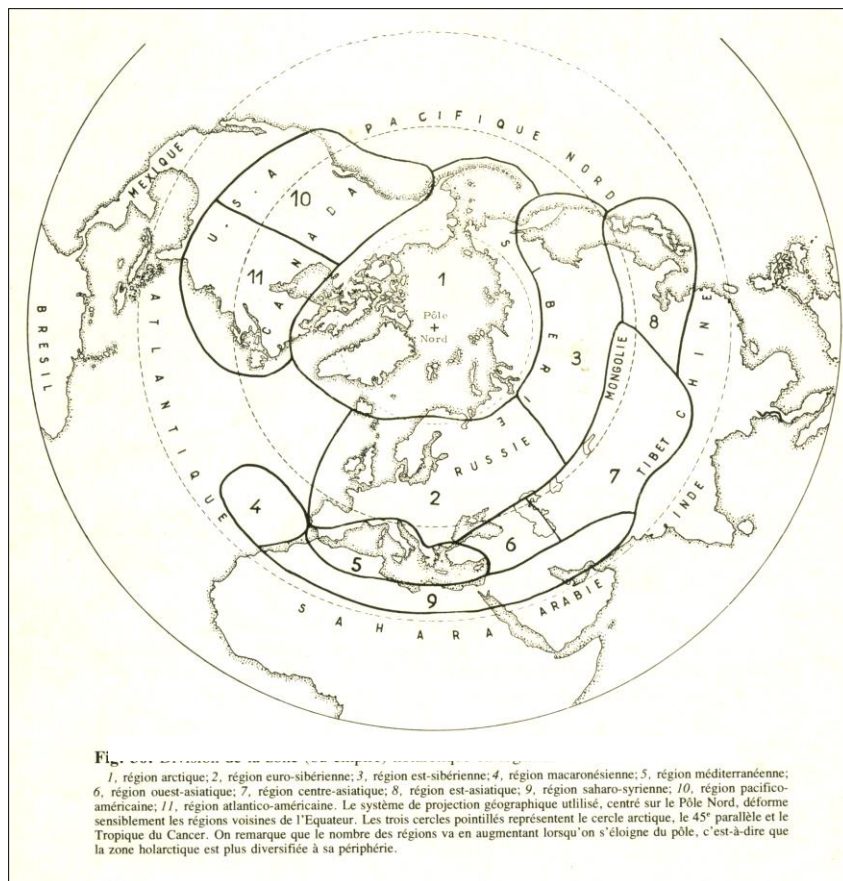 PACIFIQUE NORD
MEXIQUE
U.S.A
10
CANADA
11
CANADA
1
Pôle
+
Nord
SIBERIE
3
8
MONGOLIE
CHINE
BRESIL
ATLANTIQUE
RUSSIE
2
7
TIBET
INDE
4
5
6
9
SAHARA
ARABIE
Fig. Division de la zone
1, région arctique; 2, région euro-sibérienne; 3, région est-sibérienne; 4, région macaronésienne; 5, région méditerranéenne;
6, région ouest-asiatique; 7, région centre-asiatique; 8, région est-asiatique; 9, région saharo-syrienne; 10, région pacifico-
américaine; 11, région atlantico-américaine. Le système de projection géographique utlilisé, centré sur le Pôle Nord, déforme
sensiblement les régions voisines de l'Equateur. Les trois cercles pointillés représentent le cercle arctique, le 45e parallèle et le
Tropique du Cancer. On remarque que le nombre des régions va en augmentant lorsqu'on s'éloigne du pôle, c'est-à-dire que
la zone holarctique est plus diversifiée à sa périphérie.